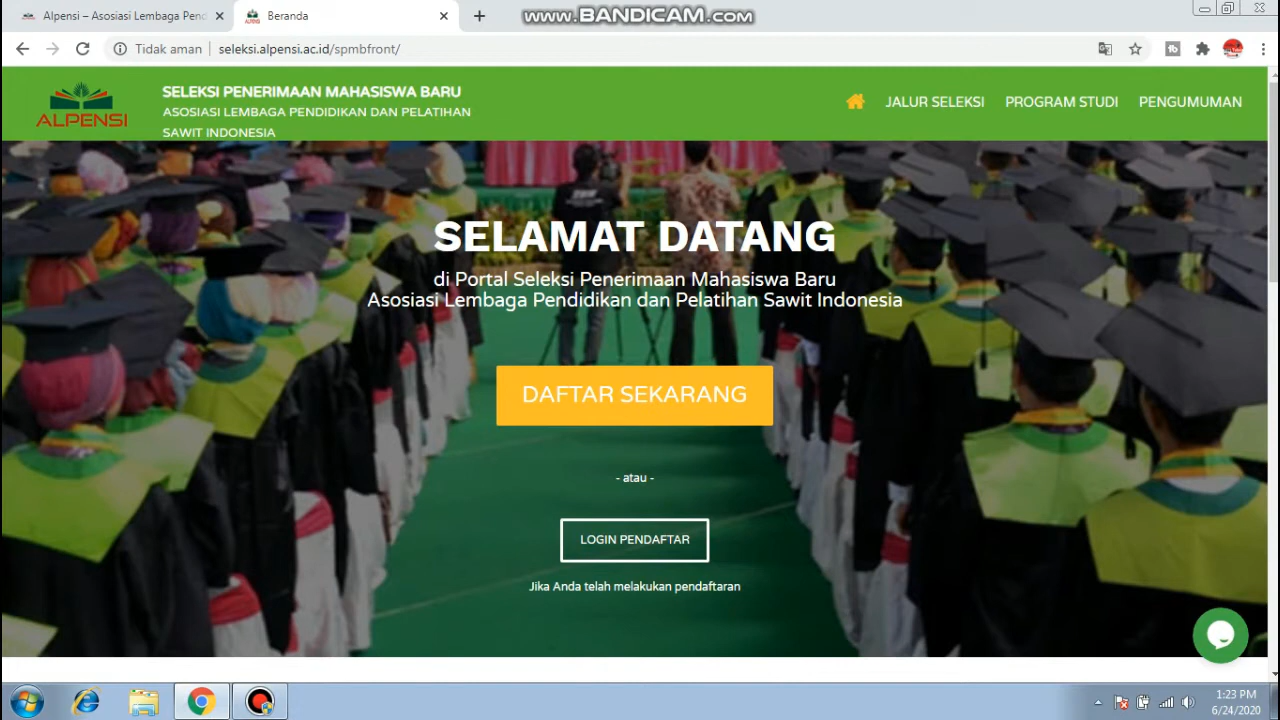 Alpensi – Asosiasi Lembaga Pend
Beranda
www.BANDICAM.com
Tidak aman
seleksi.alpensi.ac.id/spmbfront/
ALPENSI
SELEKSI PENERIMAAN MAHASISWA BARU
ASOSIASI LEMBAGA PENDIDIKAN DAN PELATIHAN
SAWIT INDONESIA
JALUR SELEKSI
PROGRAM STUDI
PENGUMUMAN
SELAMAT DATANG
di Portal Seleksi Penerimaan Mahasiswa Baru
Asosiasi Lembaga Pendidikan dan Pelatihan Sawit Indonesia
DAFTAR SEKARANG
- atau -
LOGIN PENDAFTAR
Jika Anda telah melakukan pendaftaran
1:23 PM
6/24/2020